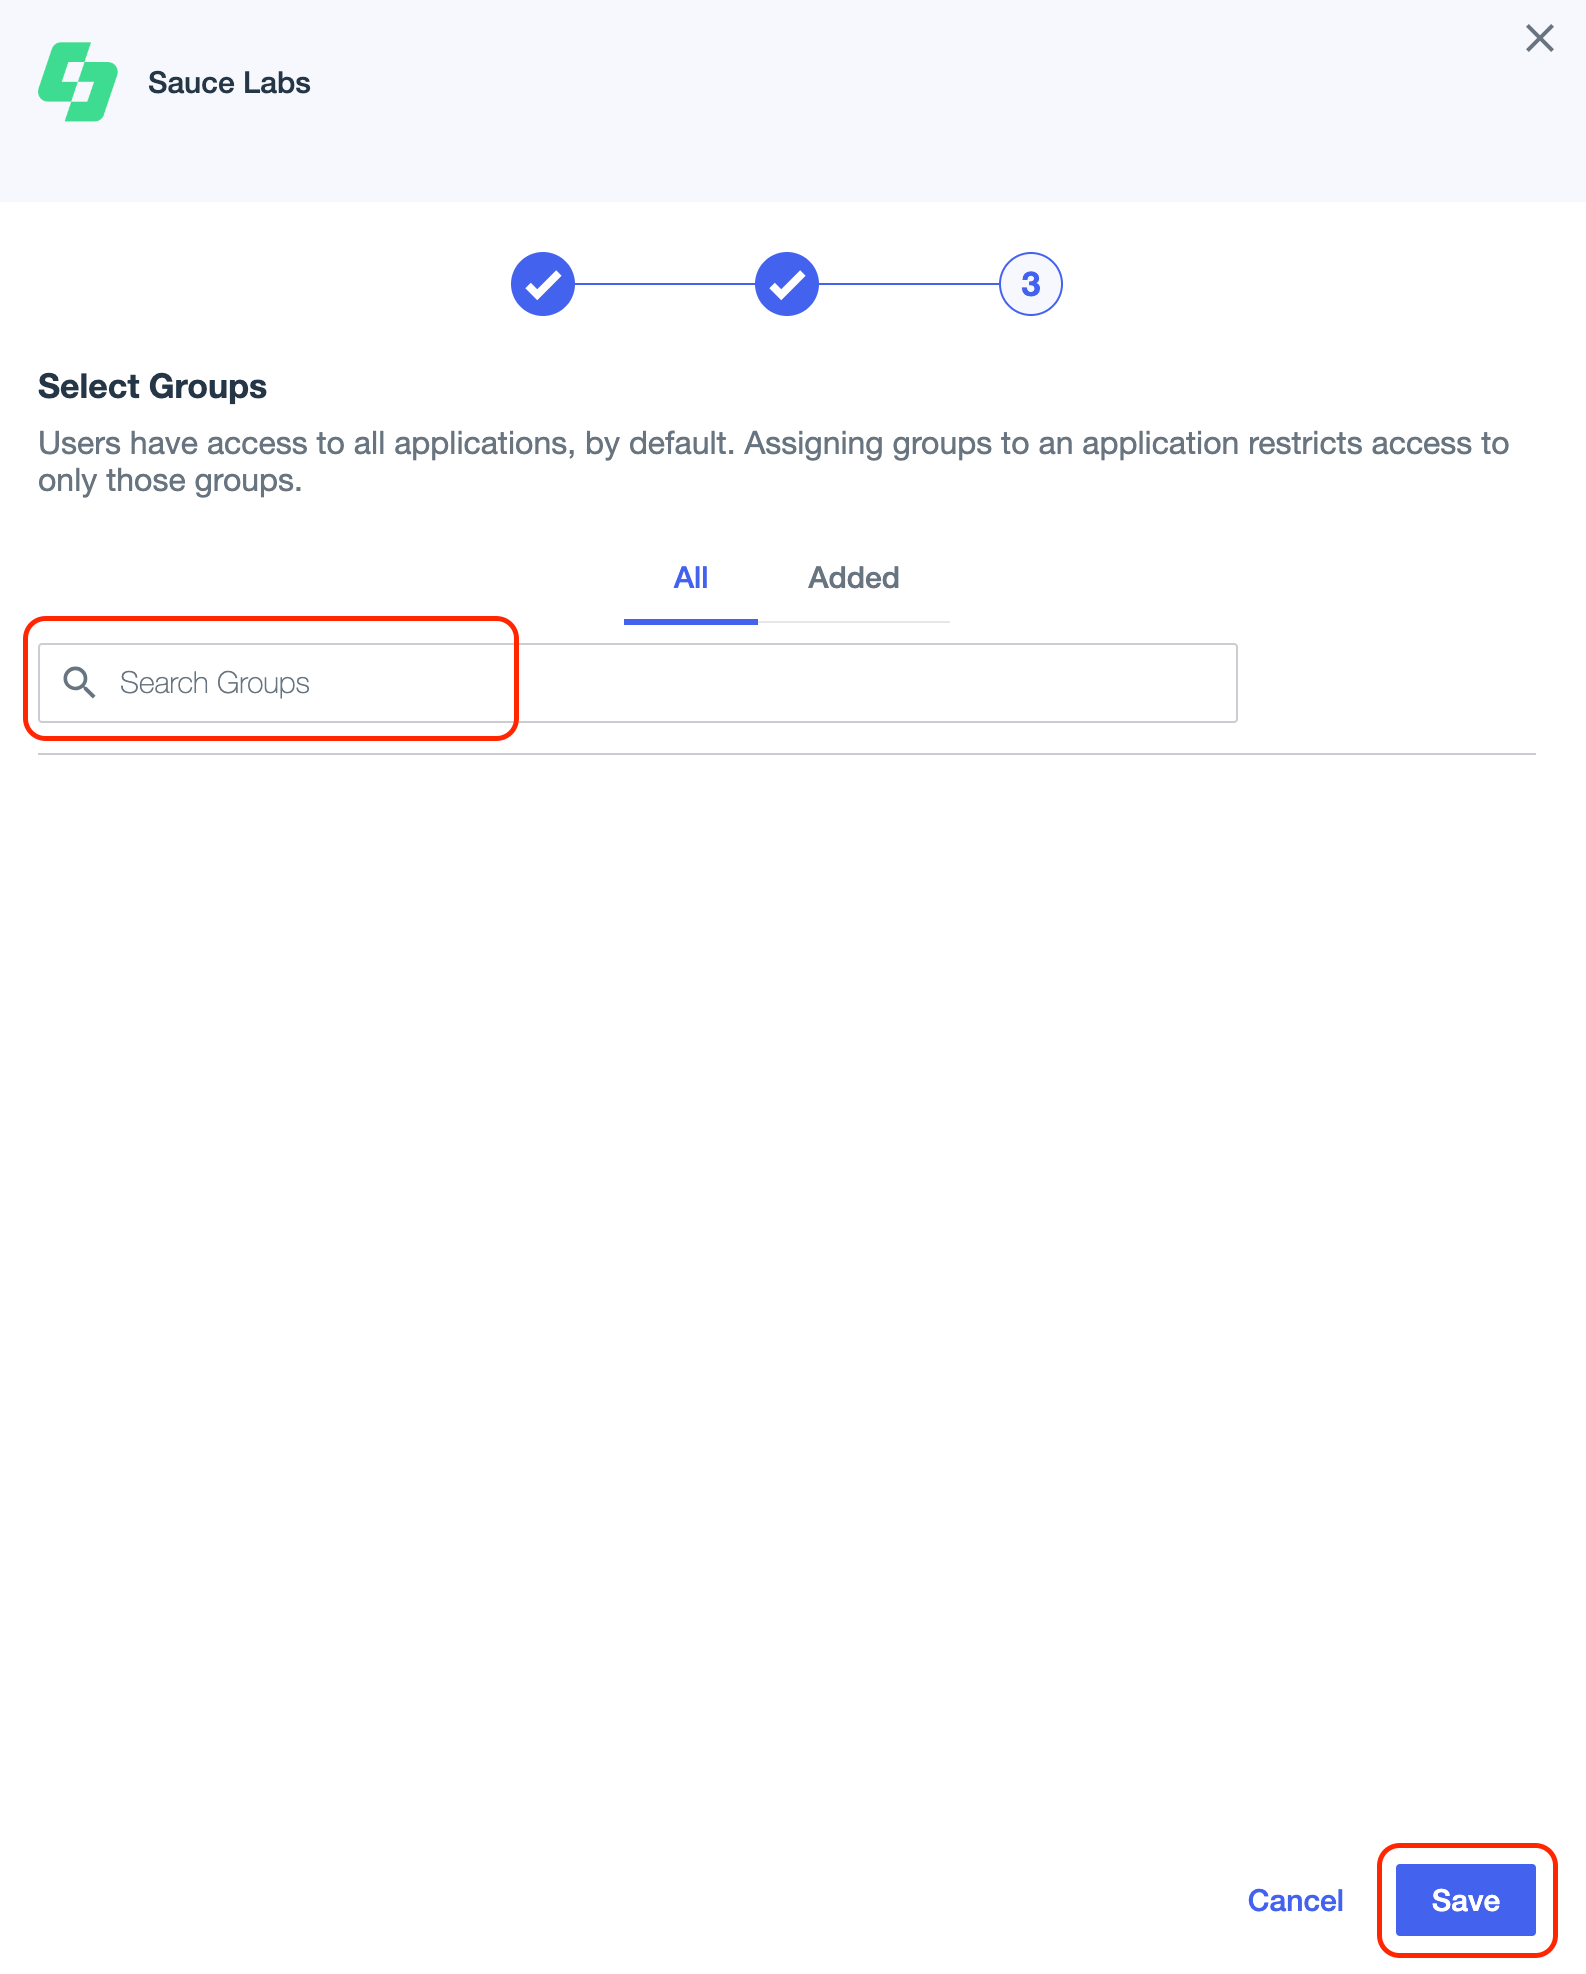 Sauce Labs
3
Select Groups
Users have access to all applications, by default. Assigning groups to an application restricts access to
only those groups.
All Added
Search Groups
Cancel Save